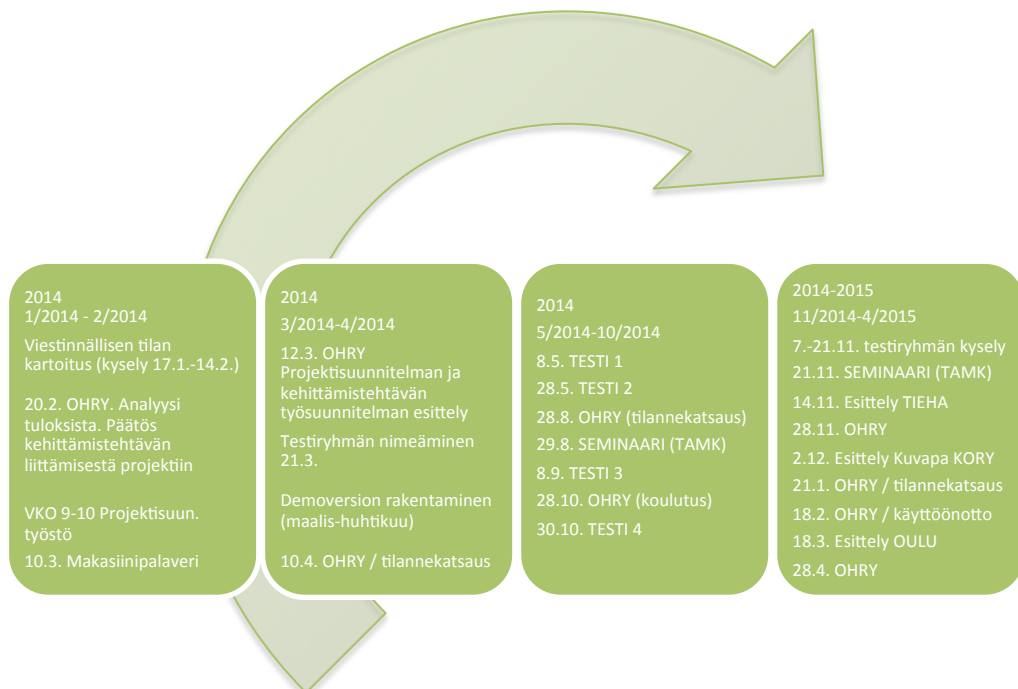 2014
1/2014 - 2/2014
Viestinnällisen tilan
kartoitus (kysely 17.1.-14.2.)
20.2. OHRY. Analyysi
tuloksista. Päätös
kehittämistehtävän
liittämisestä projektiin
VKO 9-10 Projektisuun.
työstö
10.3. Makasiinipalaveri
2014
3/2014-4/2014
12.3. OHRY
Projektisuunnitelman ja
kehittämistehtävän
työsuunnitelman esittely
Testiryhmän nimeäminen
21.3.
Demoversion rakentaminen
(maalis-huhtikuu)
10.4. OHRY / tilannekatsaus
2014
5/2014-10/2014
8.5. TESTI 1
28.5. TESTI 2
28.8. OHRY (tilannekatsaus)
29.8. SEMINAARI (TAMK)
8.9. TESTI 3
28.10. OHRY (koulutus)
30.10. TESTI 4
2014-2015
11/2014-4/2015
7.-21.11. testiryhmän kysely
21.11. SEMINAARI (TAMK)
14.11. Esittely TIEHA
28.11. OHRY
2.12. Esittely Kuvapa KORY
21.1. OHRY / tilannekatsaus
18.2. OHRY / käyttöönotto
18.3. Esittely OULU
28.4. OHRY